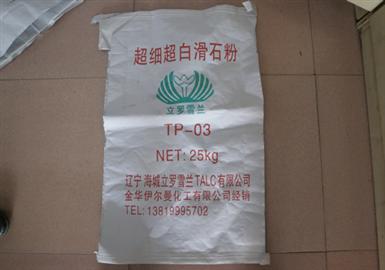 超细超白滑石粉
立罗雪兰
TP-03
NET: 25kg
辽宁海城立罗雪兰TALC有限公司
金华伊尔曼化工有限公司经销
TEL: 13819995702